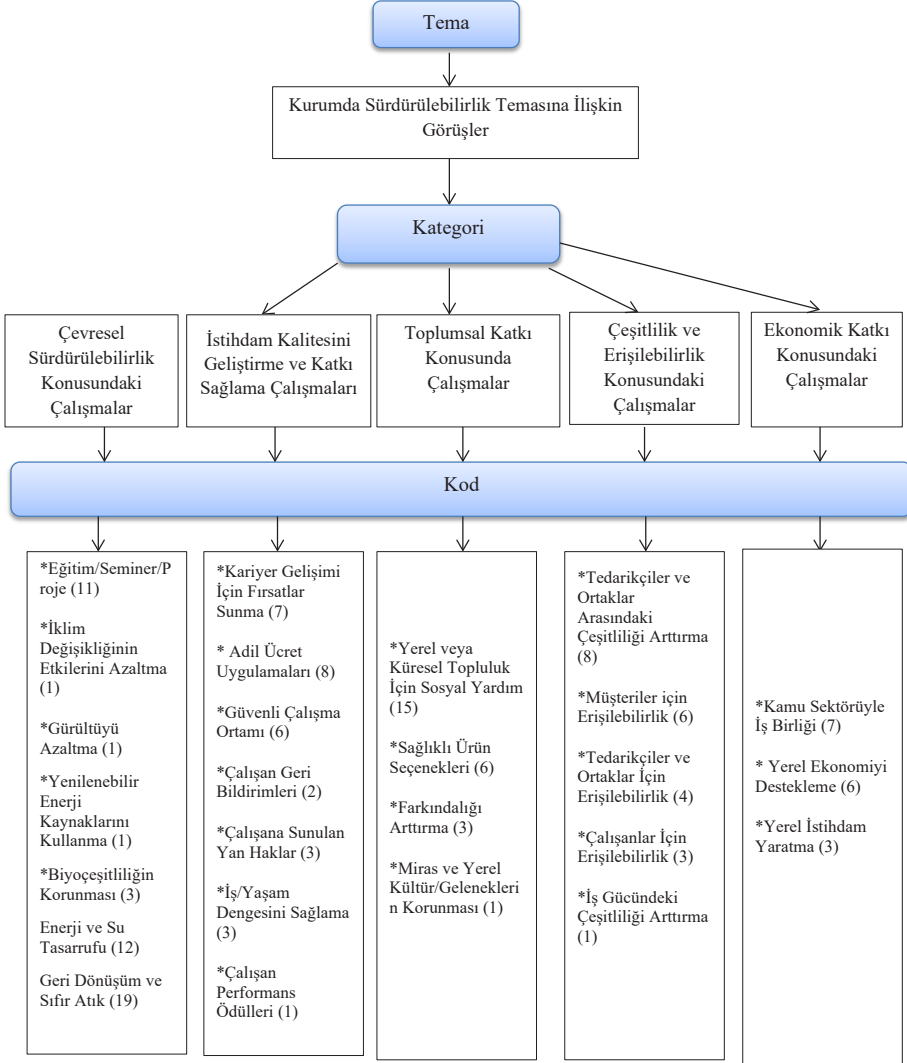 Tema
Kurumda Sürdürülebilirlik Temasına İlişkin
Görüşler
Kategori
Çevresel
Sürdürülebilirlik
Konusundaki
Çalışmalar
İstihdam Kalitesini
Geliştirme ve Katkı
Sağlama Çalışmaları
Toplumsal Katkı
Konusunda
Çalışmalar
Çeşitlilik ve
Erişilebilirlik
Konusundaki
Çalışmalar
Ekonomik Katkı
Konusundaki
Çalışmalar
Kod
*Eğitim/Seminer/P
roje (11)
*İklim
Değişikliğinin
Etkilerini Azaltma
(1)
*Gürültüyü
Azaltma (1)
*Yenilenebilir
Enerji
Kaynaklarını
Kullanma (1)
*Biyoçeşitliliğin
Korunması (3)
Enerji ve Su
Tasarrufu (12)
Geri Dönüşüm ve
Sıfır Atık (19)
*Kariyer Gelişimi
İçin Fırsatlar
Sunma (7)
* Adil Ücret
Uygulamaları (8)
*Güvenli Çalışma
Ortamı (6)
*Çalışan Geri
Bildirimleri (2)
*Çalışana Sunulan
Yan Haklar (3)
*İş/Yaşam
Dengesini Sağlama
(3)
*Çalışan
Performans
Ödülleri (1)
*Yerel veya
Küresel Topluluk
İçin Sosyal Yardım
(15)
*Sağlıklı Ürün
Seçenekleri (6)
*Farkındalığı
Arttırma (3)
*Miras ve Yerel
Kültür/Gelenekleri
n Korunması (1)
*Tedarikçiler ve
Ortaklar
Arasındaki
Çeşitliliği Arttırma
(8)
*Müşteriler için
Erişilebilirlik (6)
*Tedarikçiler ve
Ortaklar İçin
Erişilebilirlik (4)
*Çalışanlar İçin
Erişilebilirlik (3)
*İş Gücündeki
Çeşitliliği Arttırma
(1)
*Kamu Sektörüyle
İş Birliği (7)
* Yerel Ekonomiyi
Destekleme (6)
*Yerel İstihdam
Yaratma (3)